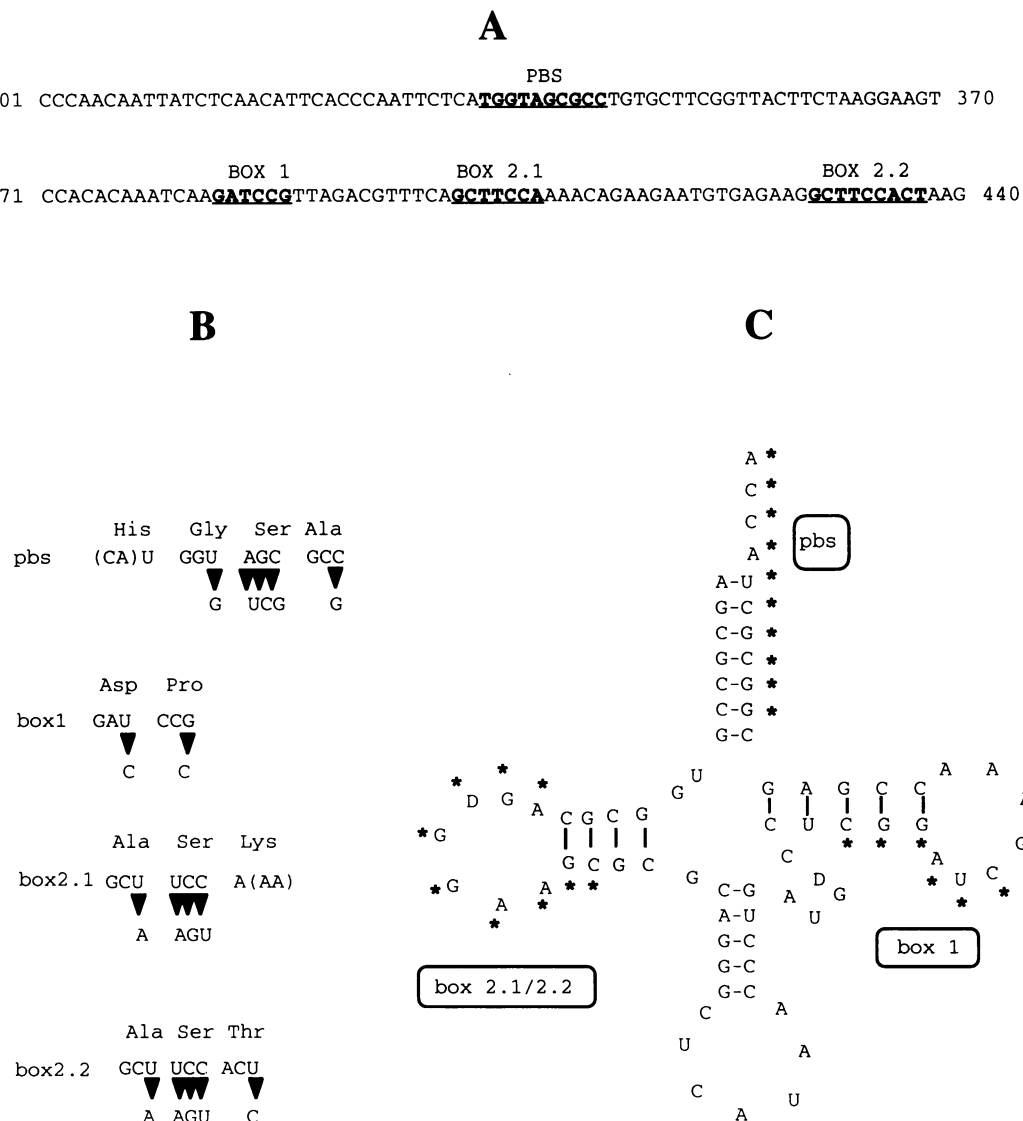 A
PBS
01 CCCAACAATTATCTCAACATTCACCCAATTCTCATGGTAGCGCCTGTGCTTCGGTTACTTCTAAGGAAGT 370
BOX 1 BOX 2.1 BOX 2.2
71 CCACACAAATCAAGATCCGTTAGACGTTTCAGCTTCCAAAACAGAAGAATGTGAGAAGGCTTCCACTAAG 440
B
His Gly Ser Ala
pbs (CA)U GGU AGC GCC
G UCG G
Asp Pro
box1 GAU CCG
C C
Ala Ser Lys
box2.1 GCU UCC A(AA)
A AGU
Ala Ser Thr
box2.2 GCU UCC ACU
A AGU C
C
A *
C *
C *
A *
pbs
A-U *
G-C *
C-G *
G-C *
C-G *
C-G *
G-C
U
G
* * * *
D G A
G
G
A
A
* * * *
C G C G
G C G C
* *
G
box 2.1/2.2
G A G C C
C U C G G
* * *
A A
A
G
C *
U *
A *
box 1
C
D
A G
U
C-G
A-U
G-C
G-C
G-C
C A
U A
C U
A